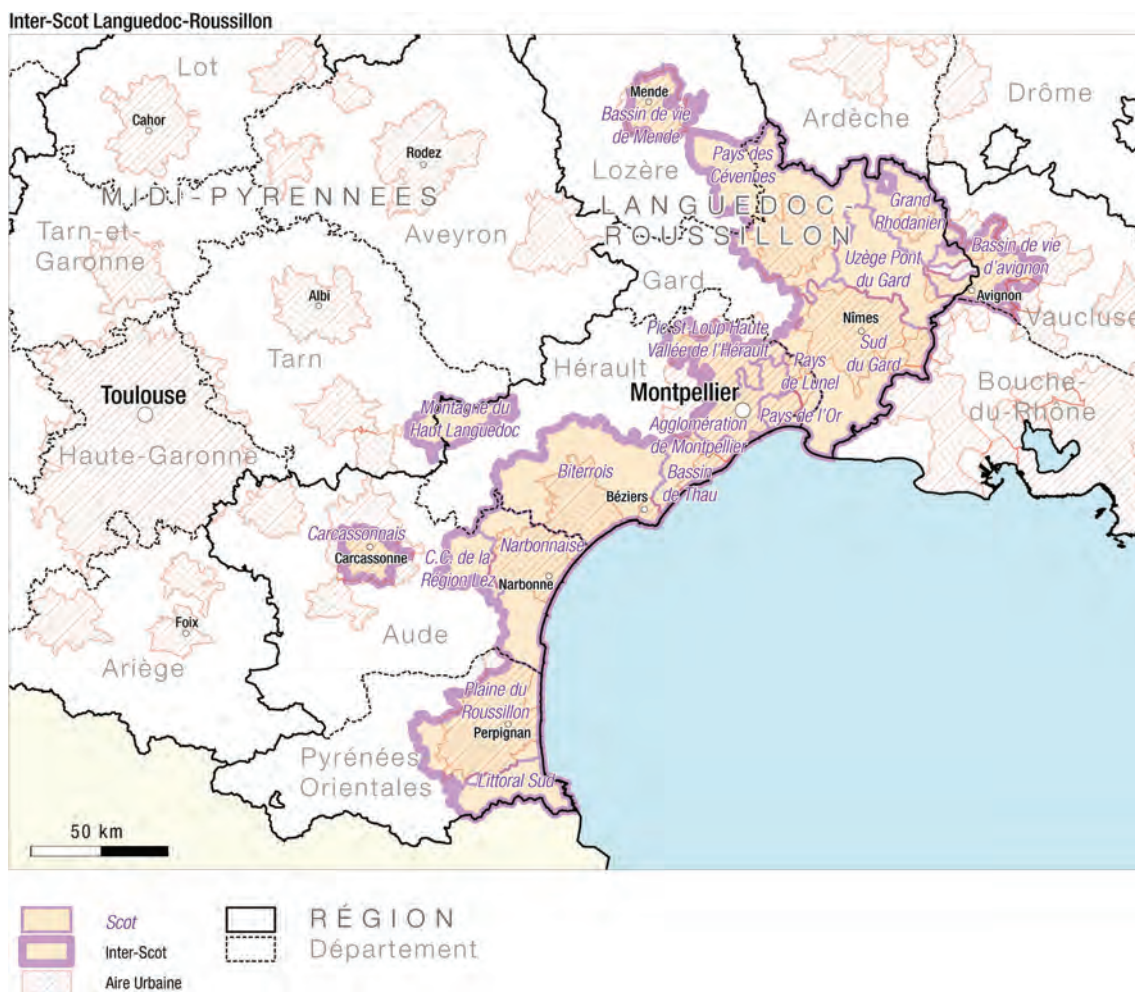 Inter-Scot Languedoc-Roussillon
Lot
Cahor
Mende
Bassin de vie
de Mende
Drôme
Ardèche
Rodez
Pays des
Cévennes
Lozère
MIDI-PYRENNEES
LANGUEDOC-
ROUSSILLON
Grand
Rhodanien
Tarn-et-
Garonne
Aveyron
Uzège Pont
du Gard
Bassin de vie
d'avignon
Gard
Avignon
Albi
Vaucluse
Nîmes
Sud
du Gard
Pic St-Loup Haute
Vallée de l'Hérault
Tarn
Hérault
Pays
de Lunel
Bouche-
du-Rhône
Toulouse
Montpellier
Montagne du
Haut Languedoc
Pays de l'Or
Agglomération
de Montpellier
Haute-Garonne
Biterrois
Bassin
de Thau
Béziers
Carcassonnais
Carcassonne
Narbonnaise
C.C. de la
Région Lez
Narbonne
Foix
Aude
Ariège
Plaine du
Roussillon
Perpignan
Pyrénées
Orientales
Littoral Sud
50 km
Scot
Inter-Scot
Aire Urbaine
RÉGION
Département